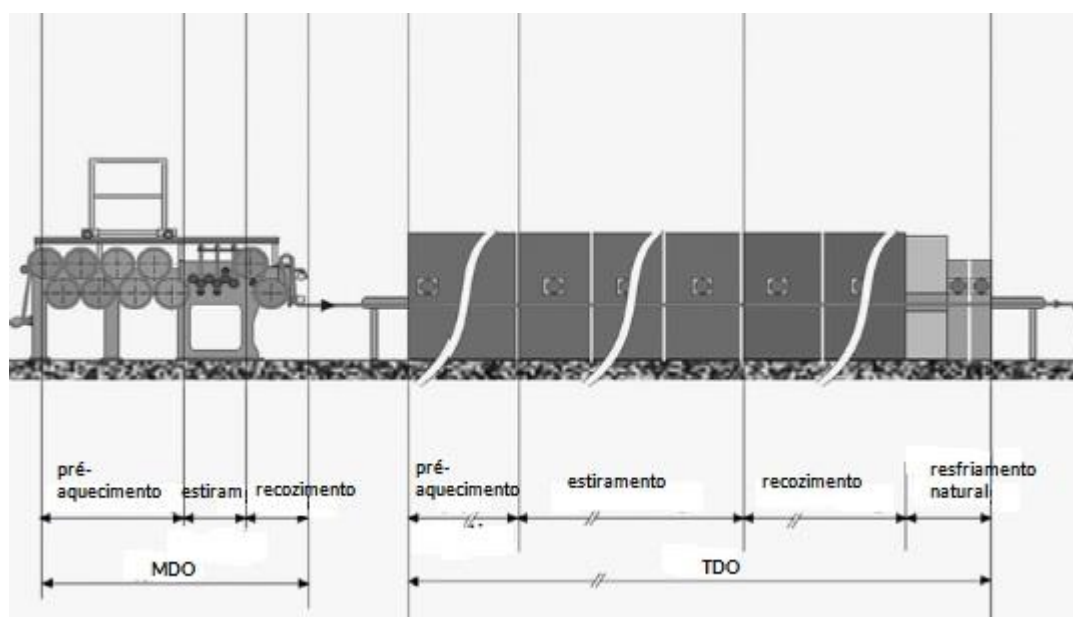 pré-
aquecimento
estiram.
recozimento
pré-
aquecimento
estiramento
recozimento
resfriamento
natural
MDO
TDO